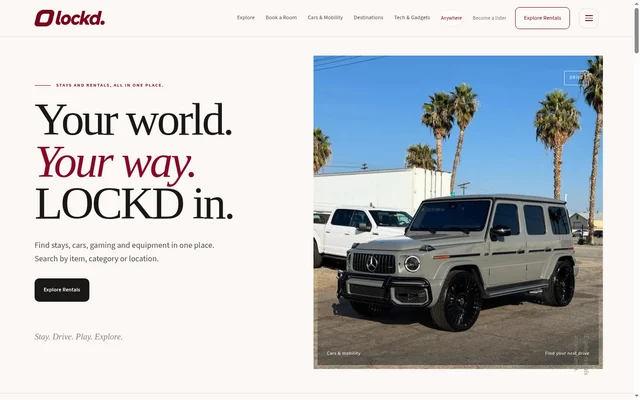 lockd.
Explore
Book a Room
Cars & Mobility
Destinations
Tech & Gadgets
Anywhere
Become a lister
Explore Rentals
STAYS AND RENTALS, ALL IN ONE PLACE.
Your world.
Your way.
LOCKD in.
Find stays, cars, gaming and equipment in one place.
Search by item, category or location.
Explore Rentals
Stay. Drive. Play. Explore.
Cars & mobility
Find your next drive